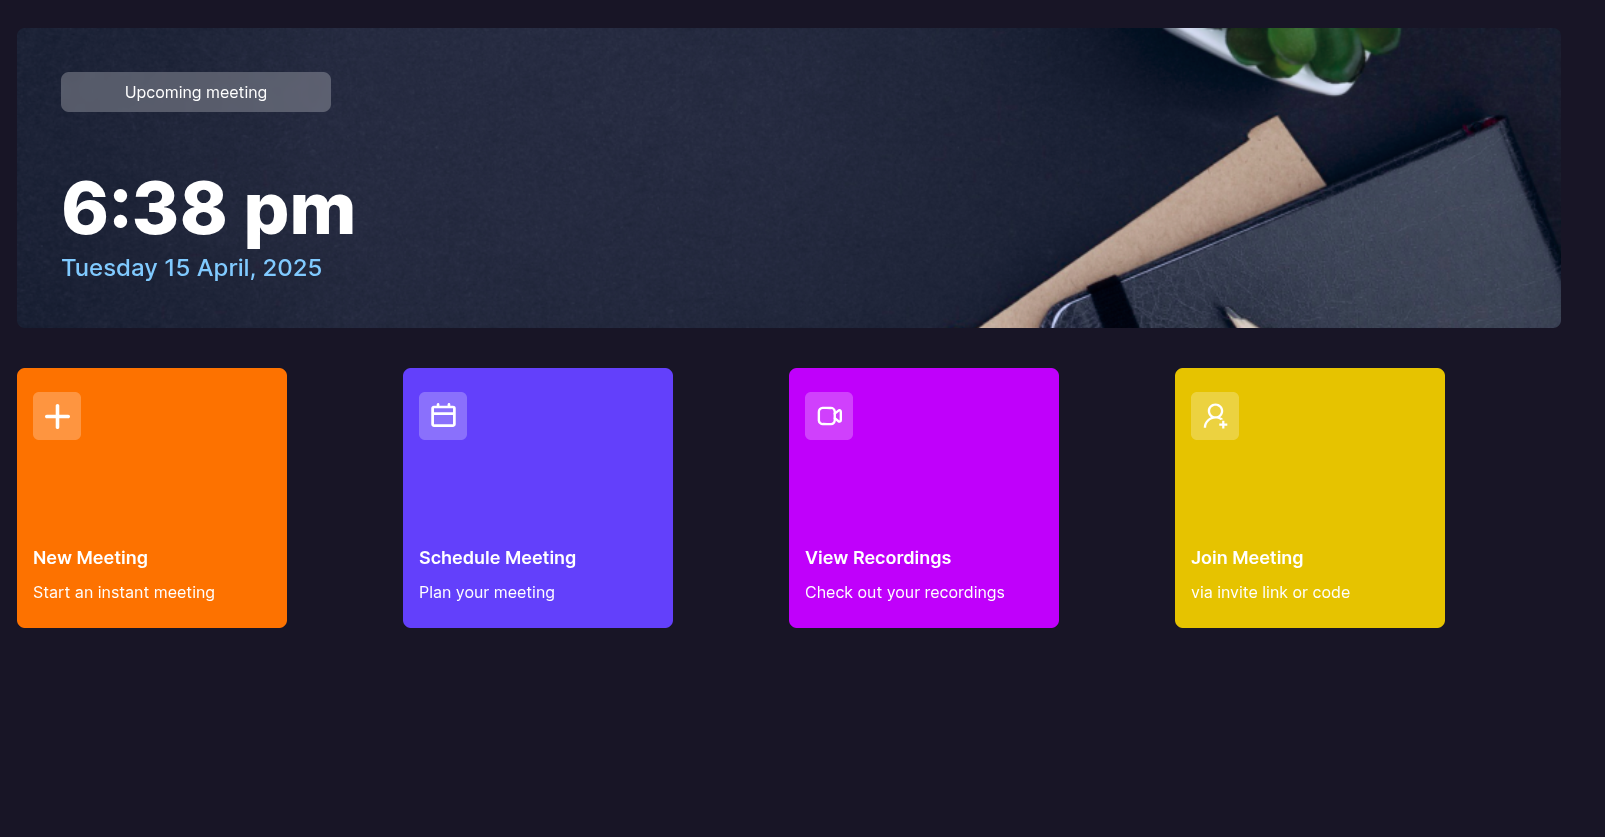 Upcoming meeting
6:38 pm
Tuesday 15 April, 2025
New Meeting
Start an instant meeting
Schedule Meeting
Plan your meeting
View Recordings
Check out your recordings
Join Meeting
via invite link or code